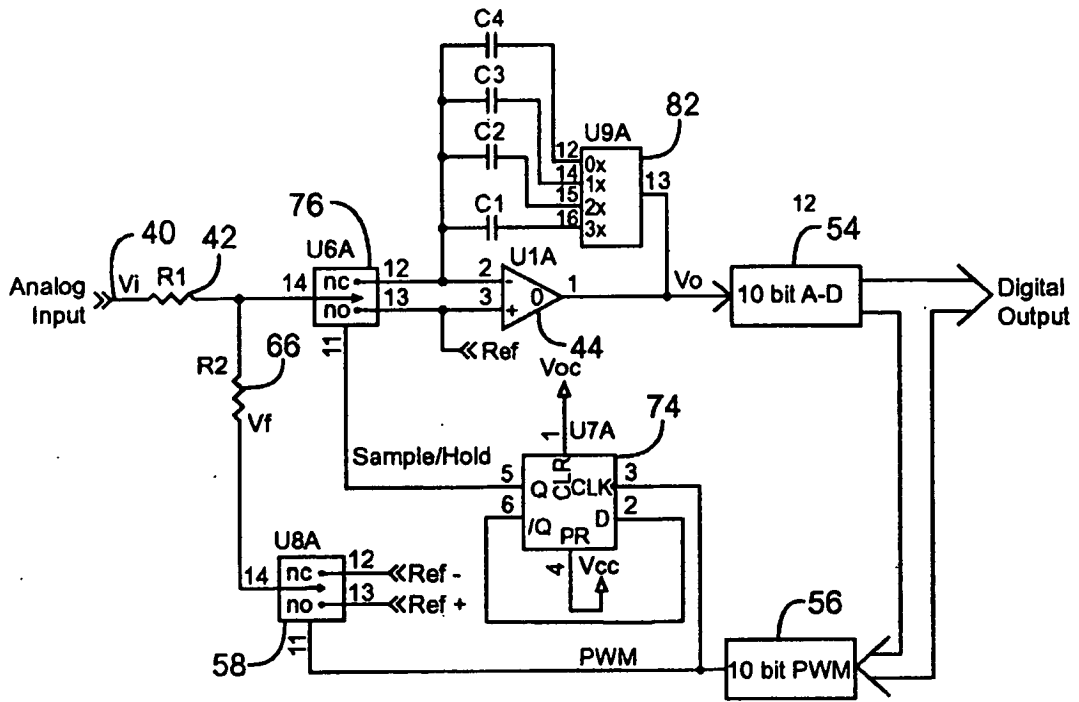 C4
C3
C2
C1
U9A
82
12
0x
14
1x
13
15
2x
16
3x
76
U6A
40
42
Vi
R1
Analog
Input
14
nc
no
12
13
11
U1A
2
-
3
+
0
1
44
Ref
Vo
12
54
10 bit A-D
Digital
Output
R2
66
Vf
Voc
74
1
U7A
Sample/Hold
5
Q
CLR
CLK
3
6
/Q
D
2
PR
4
Vcc
U8A
14
nc
12
Ref -
no
13
Ref +
11
58
PWM
56
10 bit PWM